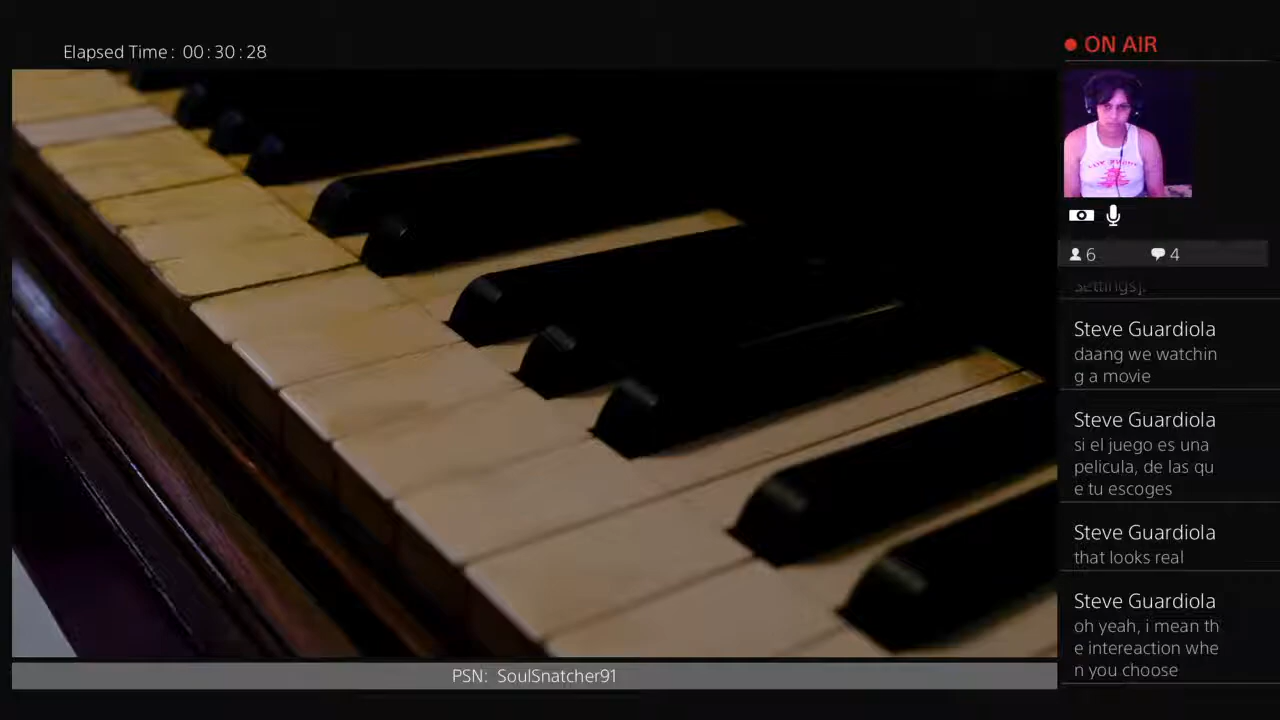 Elapsed Time: 00:30:28
ON AIR
6
4
Settings].
Steve Guardiola
daang we watchin
g a movie
Steve Guardiola
si el juego es una
pelicula, de las qu
e tu escoges
Steve Guardiola
that looks real
Steve Guardiola
oh yeah, i mean th
e intereaction whe
n you choose
PSN: SoulSnatcher91